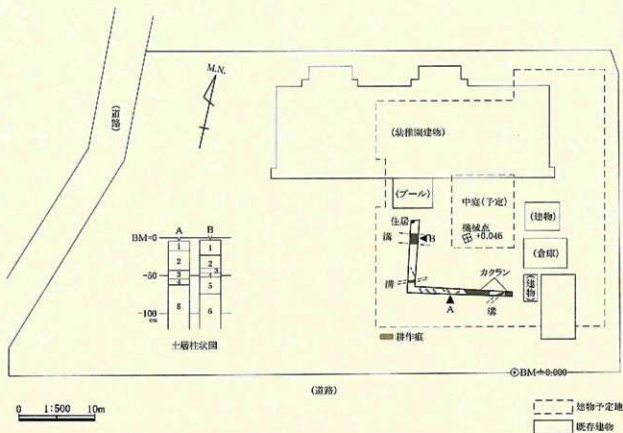 (道路)
M.N.
(幼稚園建物)
(プール)
中庭(予定)
機械点
+0.046
住居
溝
B
(建物)
(倉庫)
カクラン
溝
(建物)
溝
A
耕作痕
A
B
BM=0
-50
-100
cm
1
2
3
4
5
1
2
3
4
5
6
土層柱状図
BM±0.000
(道路)
0 1:500 10m
建物予定地
既存建物